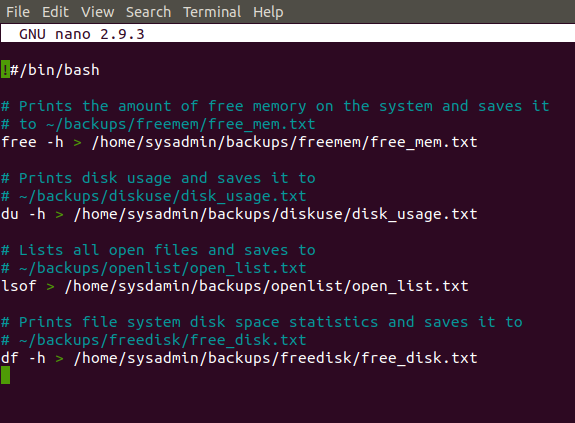 File Edit View Search Terminal Help
GNU nano 2.9.3
!#/bin/bash
# Prints the amount of free memory on the system and saves it
# to ~/backups/freemem/free_mem.txt
free -h > /home/sysadmin/backups/freemem/free_mem.txt
# Prints disk usage and saves it to
# ~/backups/diskuse/disk_usage.txt
du -h > /home/sysadmin/backups/diskuse/disk_usage.txt
# Lists all open files and saves to
# ~/backups/openlist/open_list.txt
lsof > /home/sysdamin/backups/openlist/open_list.txt
# Prints file system disk space statistics and saves it to
# ~/backups/freedisk/free_disk.txt
df -h > /home/sysadmin/backups/freedisk/free_disk.txt